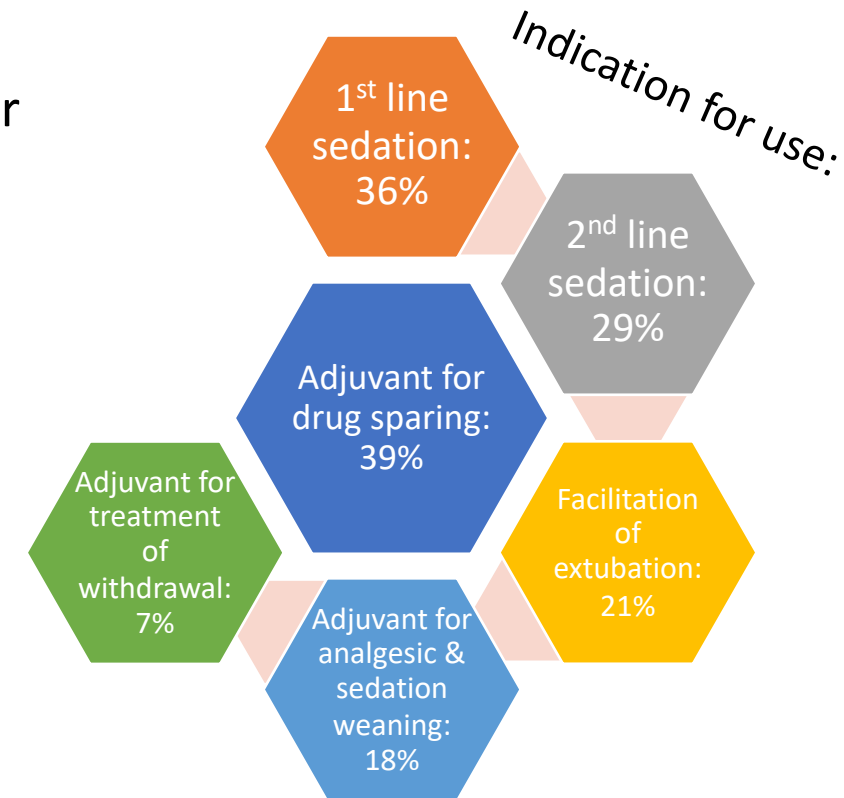 r
Indication for use:
1st line
sedation:
36%
2nd line
sedation:
29%
Adjuvant for
drug sparing:
39%
Facilitation
of
extubation:
21%
Adjuvant for
analgesic &
sedation
weaning:
18%
Adjuvant for
treatment
of
withdrawal:
7%